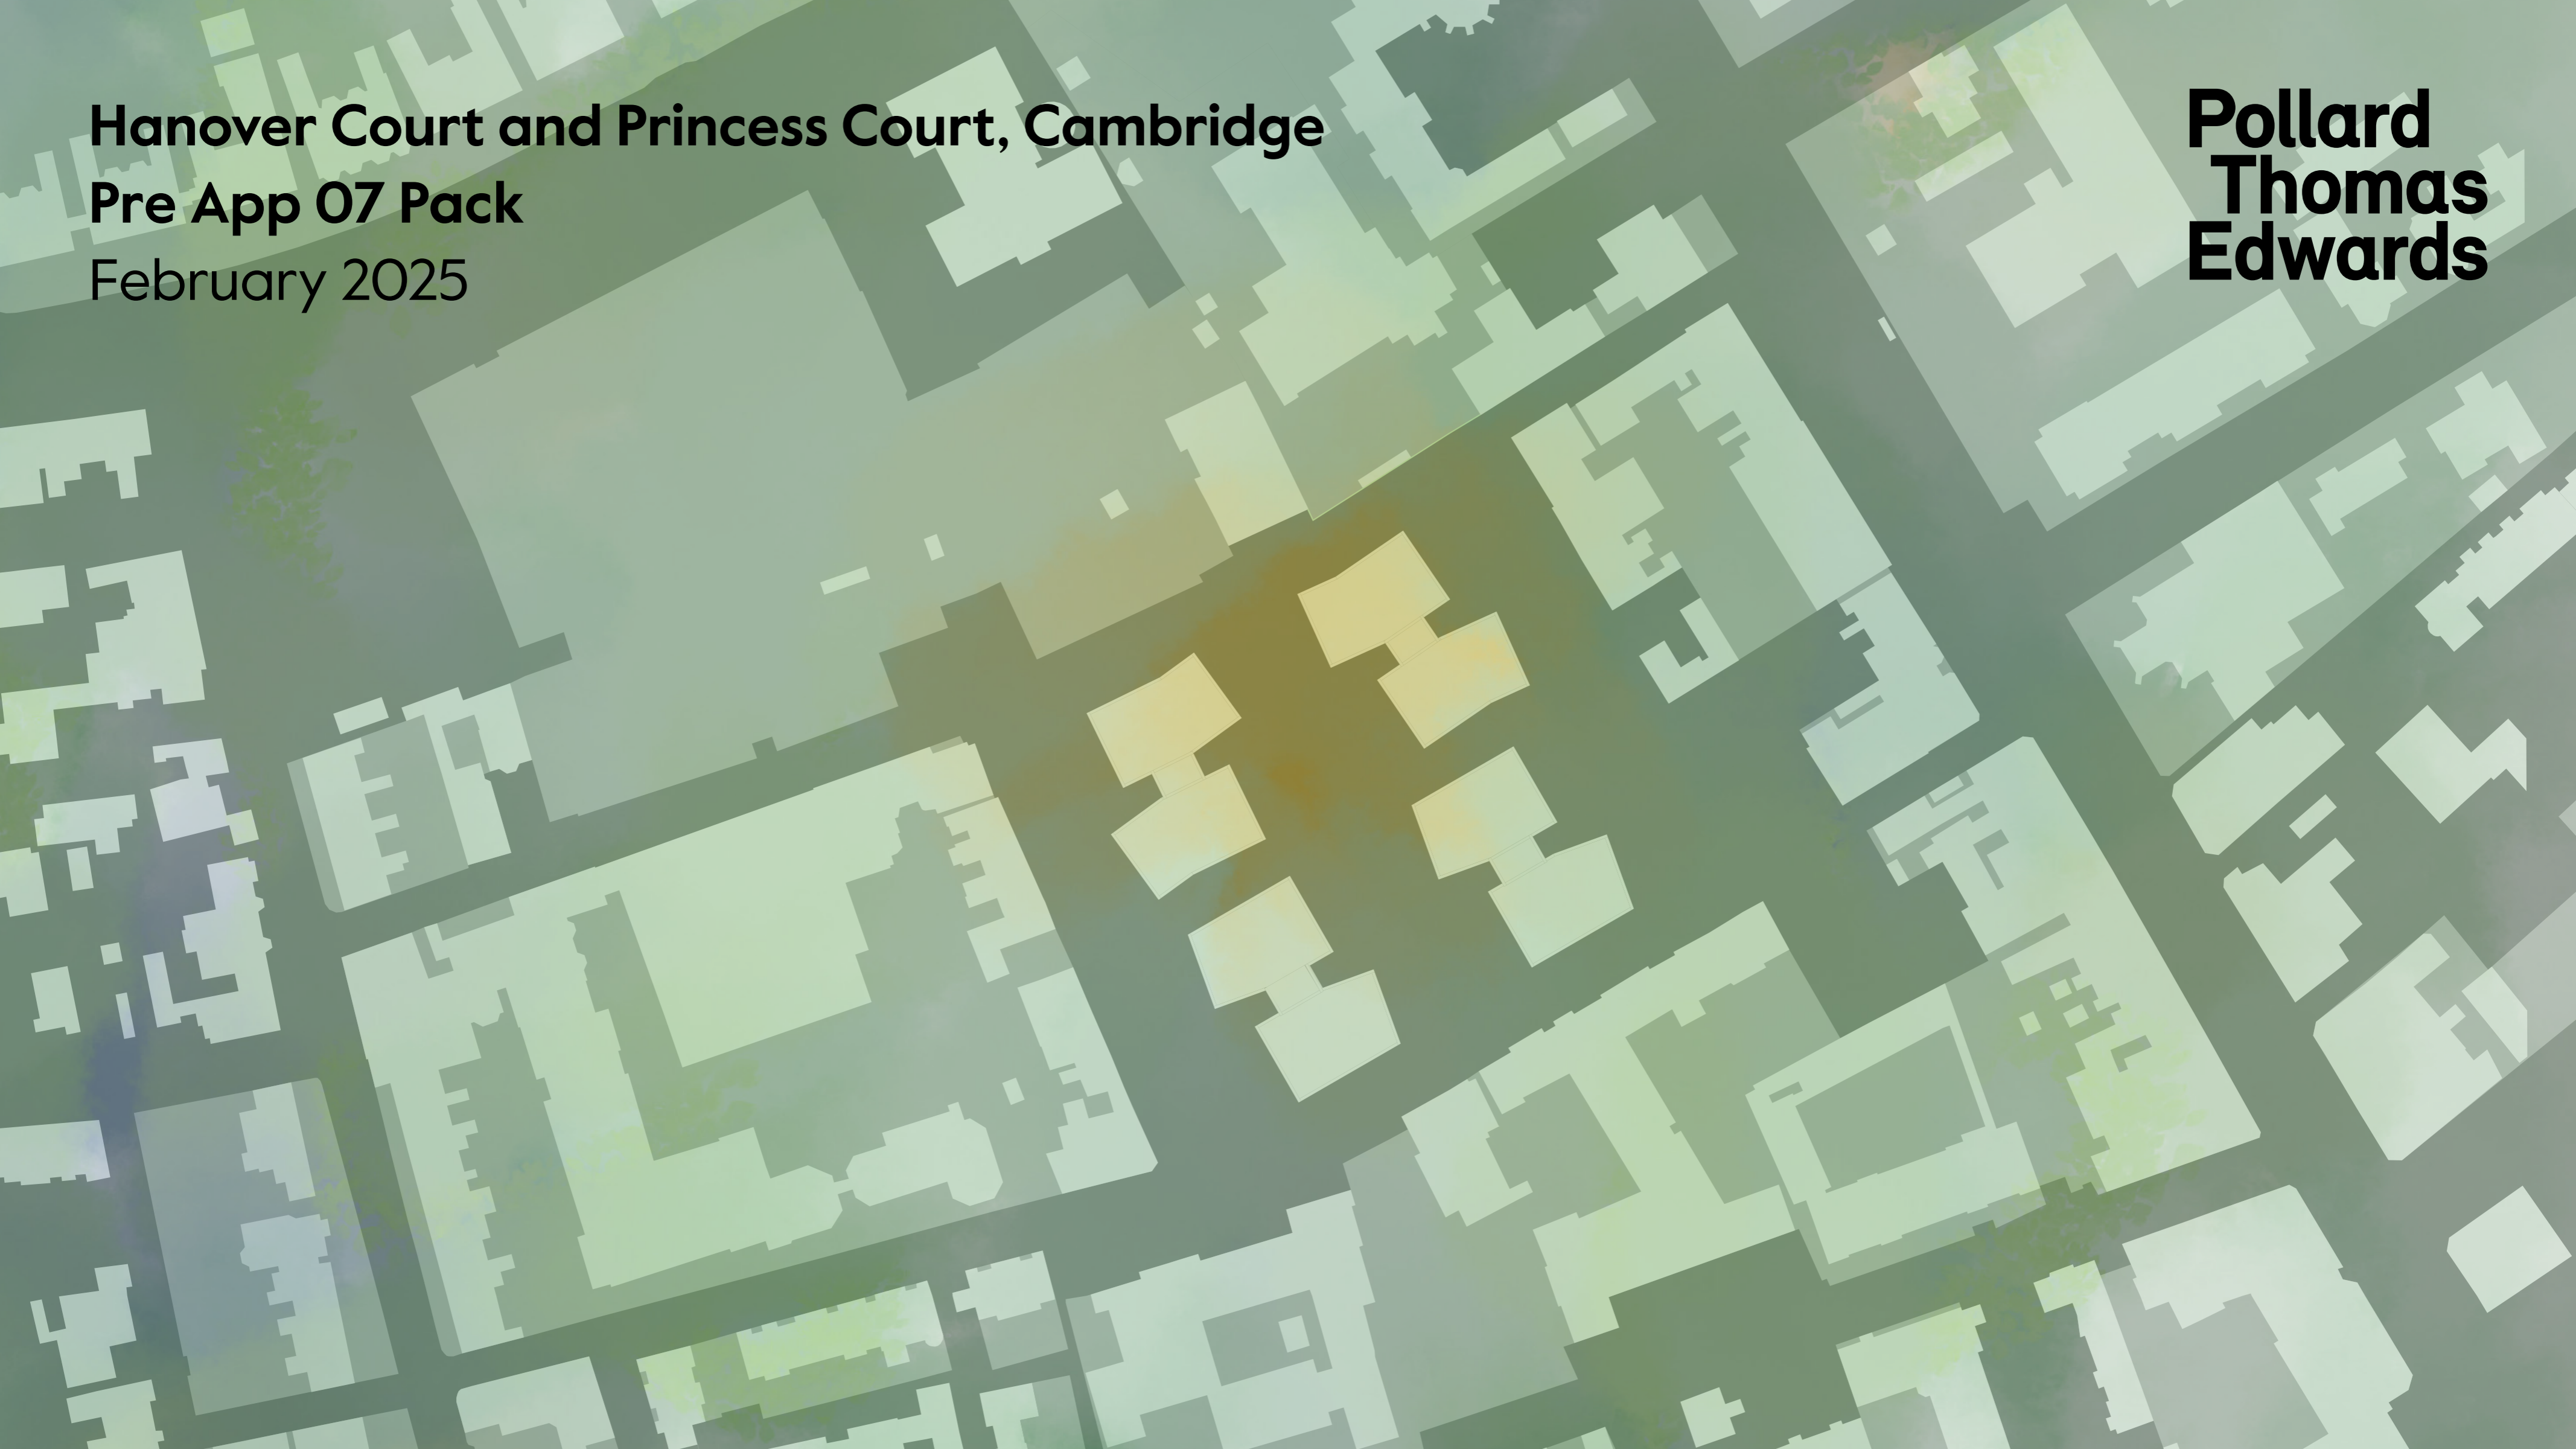 Hanover Court and Princess Court, Cambridge
Pre App 07 Pack
February 2025
Pollard
Thomas
Edwards